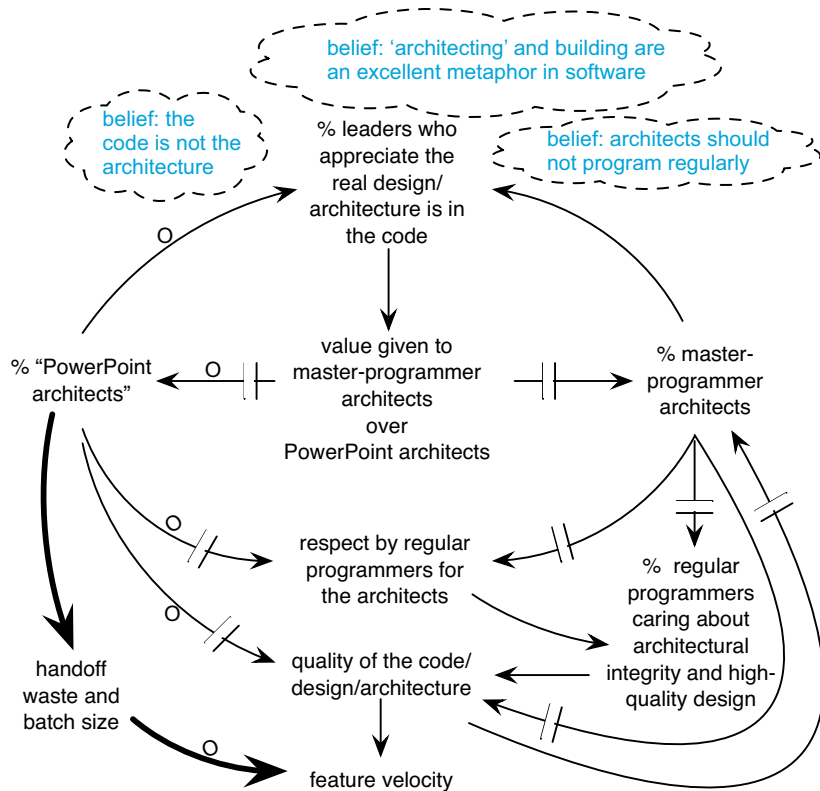 belief: ‘architecting’ and building are
an excellent metaphor in software
belief: the
code is not the
architecture
% leaders who
appreciate the
real design/
architecture is in
the code
belief: architects should
not program regularly
O
% “PowerPoint
architects”
O
value given to
master-programmer
architects
over
PowerPoint architects
% master-
programmer
architects
O
respect by regular
programmers for
the architects
% regular
programmers
caring about
architectural
integrity and high-
quality design
O
handoff
waste and
batch size
quality of the code/
design/architecture
O
feature velocity